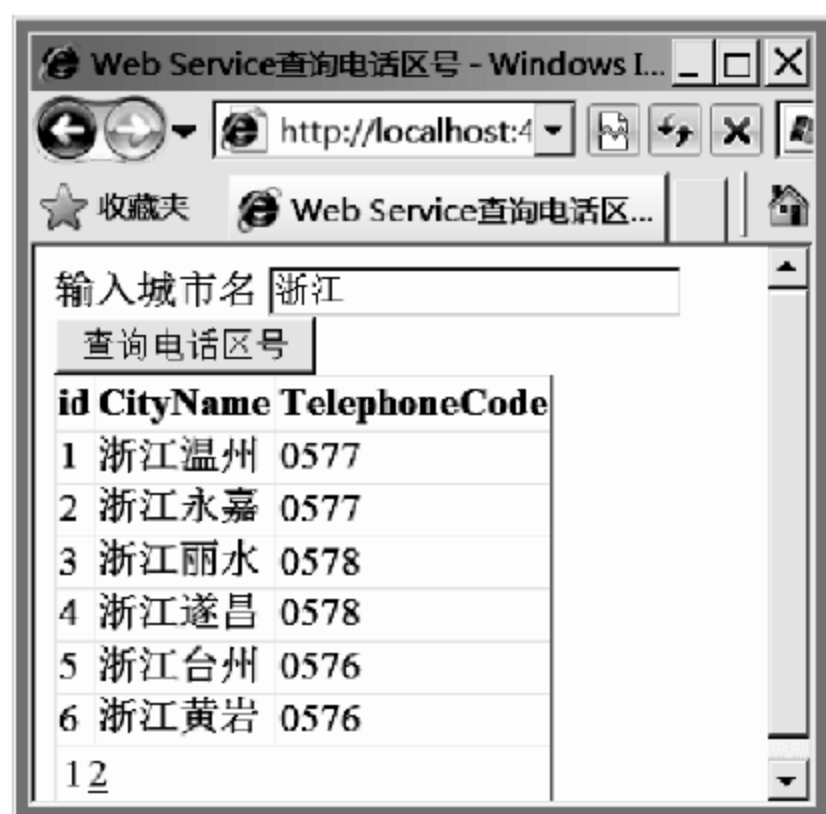 Web Service查询电话区号 - Windows I...
http://localhost:4
收藏夹 Web Service查询电话区...
输入城市名 浙江
查询电话区号
id CityName TelephoneCode
1 浙江温州 0577
2 浙江永嘉 0577
3 浙江丽水 0578
4 浙江遂昌 0578
5 浙江台州 0576
6 浙江黄岩 0576
1 2